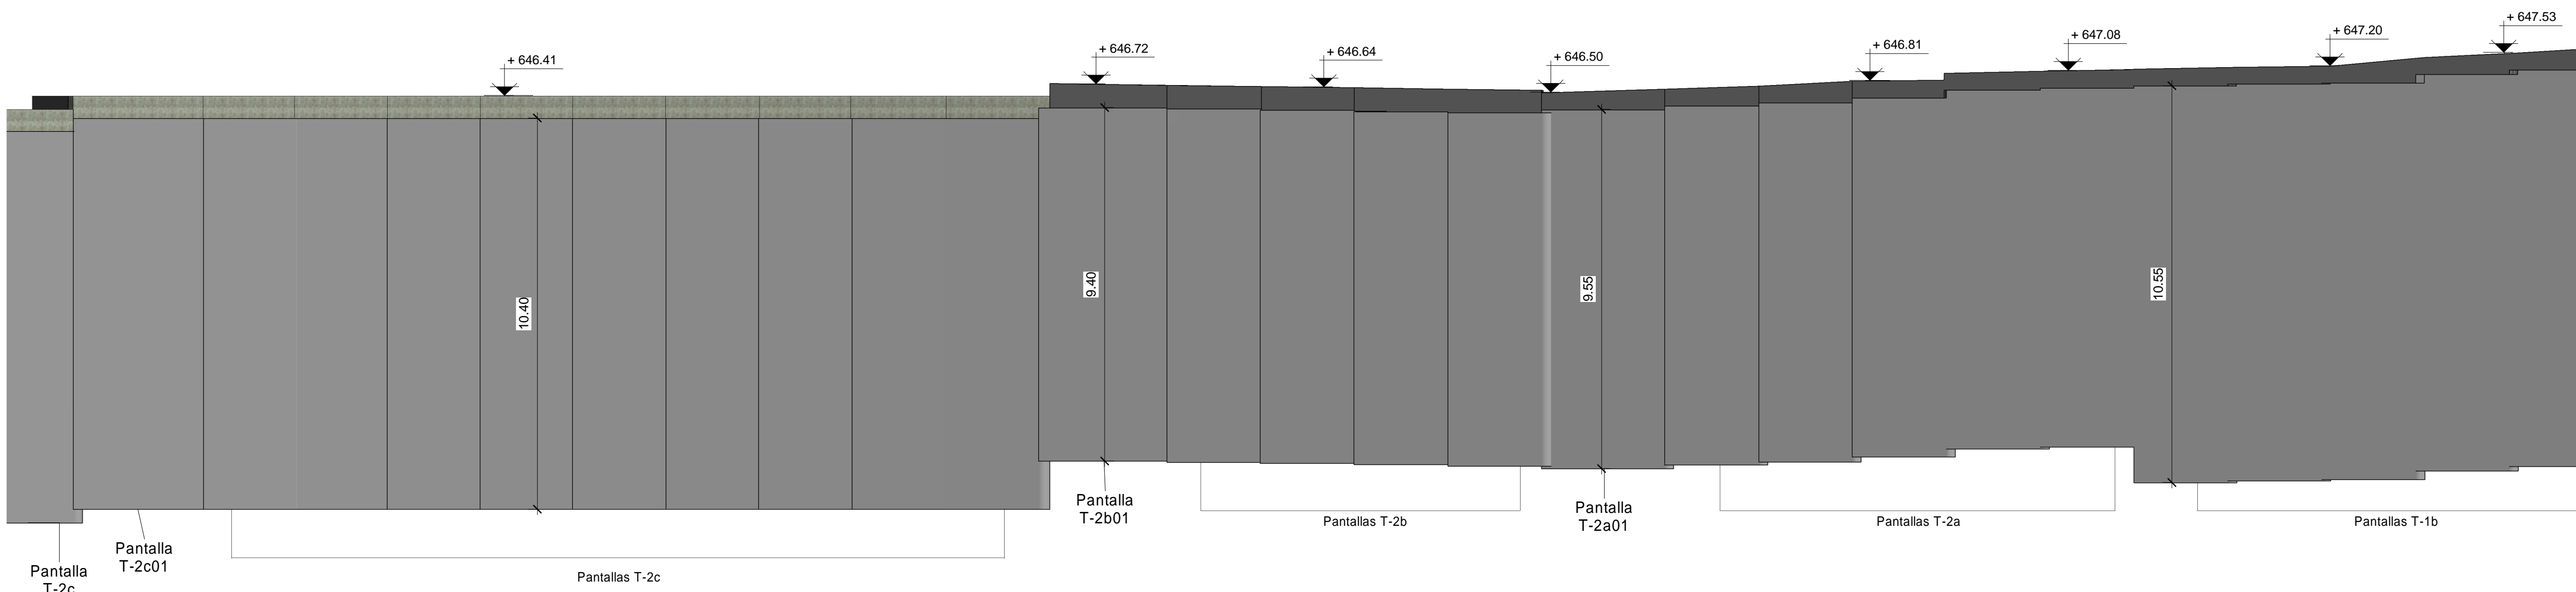 + 646.41
+ 646.72
+ 646.64
+ 646.50
+ 646.81
+ 647.08
+ 647.20
+ 647.53
10.40
9.40
9.55
10.55
Pantalla
T-2c
Pantalla
T-2c01
Pantallas T-2c
Pantalla
T-2b01
Pantallas T-2b
Pantalla
T-2a01
Pantallas T-2a
Pantallas T-1b